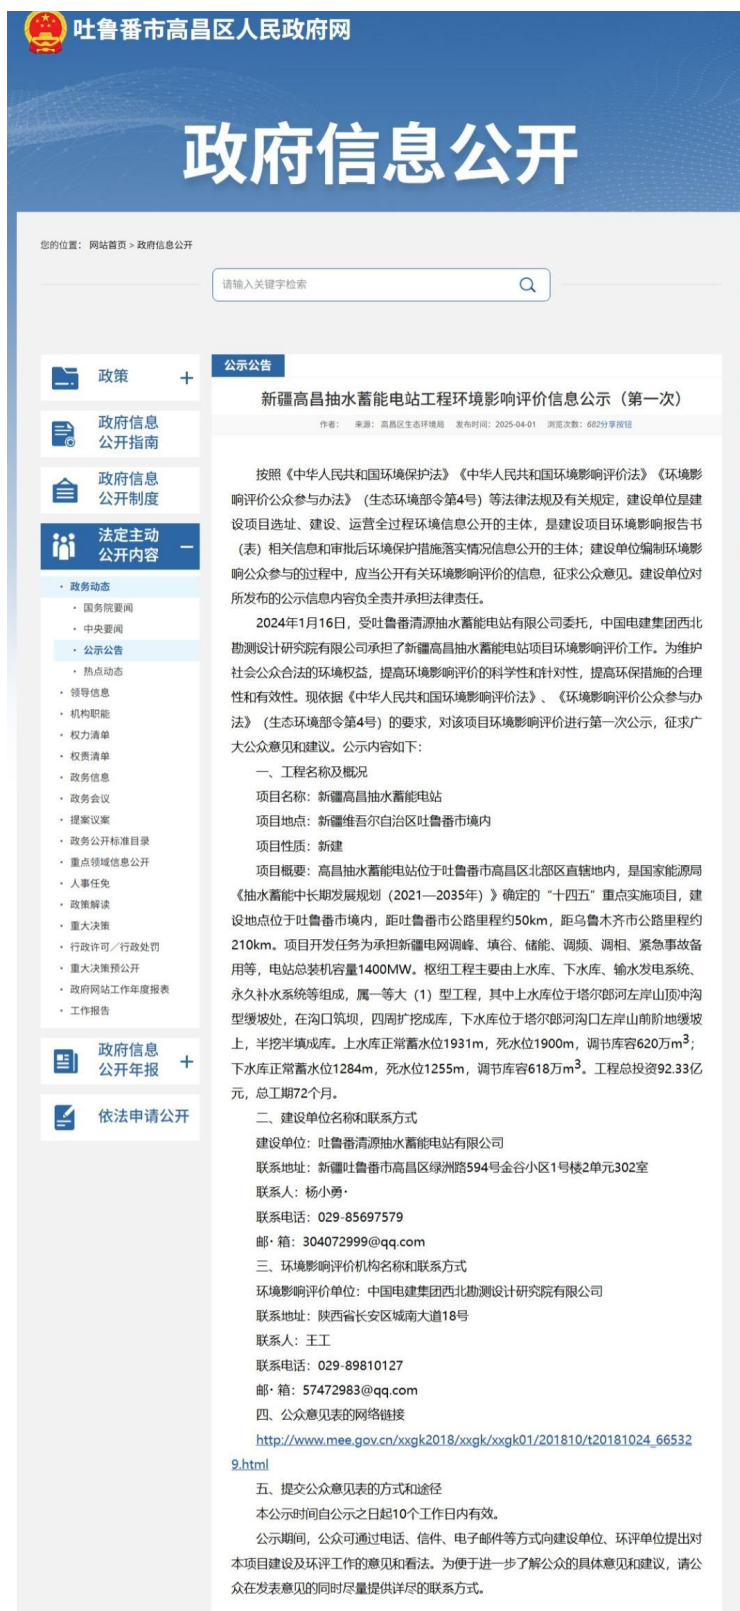 吐鲁番市高昌区人民政府网
政府信息公开
您的位置： 网站首页 > 政府信息公开
请输入关键字检索
政策
+
政府信息
公开指南
政府信息
公开制度
法定主动
公开内容
−
· 政务动态
· 国务院要闻
· 中央要闻
· 公示公告
· 热点动态
· 领导信息
· 机构职能
· 权力清单
· 权责清单
· 政务信息
· 政务会议
· 提案议案
· 政务公开标准目录
· 重点领域信息公开
· 人事任免
· 政策解读
· 重大决策
· 行政许可／行政处罚
· 重大决策预公开
· 政府网站工作年度报表
· 工作报告
政府信息
公开年报
+
依法申请公开
公示公告
新疆高昌抽水蓄能电站工程环境影响评价信息公示（第一次）
作者： 来源：高昌区生态环境局 发布时间：2025-04-01 浏览次数：682分享按钮
按照《中华人民共和国环境保护法》《中华人民共和国环境影响评价法》《环境影
响评价公众参与办法》（生态环境部令第4号）等法律法规及有关规定，建设单位是建
设项目选址、建设、运营全过程环境信息公开的主体，是建设项目环境影响报告书
（表）相关信息和审批后环境保护措施落实情况信息公开的主体；建设单位编制环境影
响公众参与的过程中，应当公开有关环境影响评价的信息，征求公众意见。建设单位对
所发布的公示信息内容负全责并承担法律责任。
2024年1月16日，受吐鲁番清源抽水蓄能电站有限公司委托，中国电建集团西北
勘测设计研究院有限公司承担了新疆高昌抽水蓄能电站项目环境影响评价工作。为维护
社会公众合法的环境权益，提高环境影响评价的科学性和针对性，提高环保措施的合理
性和有效性。现依据《中华人民共和国环境影响评价法》、《环境影响评价公众参与办
法》（生态环境部令第4号）的要求，对该项目环境影响评价进行第一次公示，征求广
大公众意见和建议。公示内容如下：
一、工程名称及概况
项目名称：新疆高昌抽水蓄能电站
项目地点：新疆维吾尔自治区吐鲁番市境内
项目性质：新建
项目概要：高昌抽水蓄能电站位于吐鲁番市高昌区北部区直辖地内，是国家能源局
《抽水蓄能中长期发展规划（2021—2035年）》确定的“十四五”重点实施项目，建
设地点位于吐鲁番市境内，距吐鲁番市公路里程约50km，距乌鲁木齐市公路里程约
210km。项目开发任务为承担新疆电网调峰、填谷、储能、调频、调相、紧急事故备
用等，电站总装机容量1400MW。枢纽工程主要由上水库、下水库、输水发电系统、
永久补水系统等组成，属一等大（1）型工程，其中上水库位于塔尔郎河左岸山顶冲沟
型缓坡处，在沟口筑坝，四周扩挖成库，下水库位于塔尔郎河沟口左岸山前阶地缓坡
上，半挖半填成库。上水库正常蓄水位1931m，死水位1900m，调节库容620万m³；
下水库正常蓄水位1284m，死水位1255m，调节库容618万m³。工程总投资92.33亿
元，总工期72个月。
二、建设单位名称和联系方式
建设单位：吐鲁番清源抽水蓄能电站有限公司
联系地址：新疆吐鲁番市高昌区绿洲路594号金谷小区1号楼2单元302室
联系人：杨小勇·
联系电话：029-85697579
邮· 箱：304072999@qq.com
三、环境影响评价机构名称和联系方式
环境影响评价单位：中国电建集团西北勘测设计研究院有限公司
联系地址：陕西省长安区城南大道18号
联系人：王工
联系电话：029-89810127
邮· 箱：57472983@qq.com
四、公众意见表的网络链接
http://www.mee.gov.cn/xxgk2018/xxgk/xxgk01/201810/t20181024_66532
9.html
五、提交公众意见表的方式和途径
本公示时间自公示之日起10个工作日内有效。
公示期间，公众可通过电话、信件、电子邮件等方式向建设单位、环评单位提出对
本项目建设及环评工作的意见和看法。为便于进一步了解公众的具体意见和建议，请公
众在发表意见的同时尽量提供详尽的联系方式。